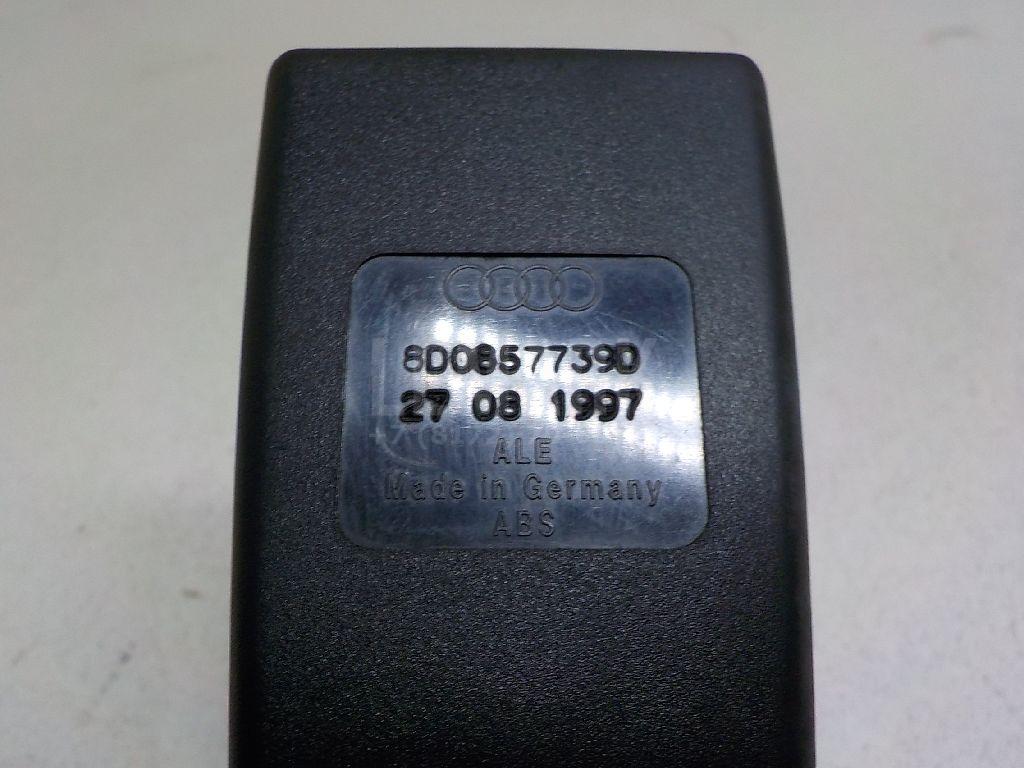 8D0857739D
27 08 1997
ALE
Made in Germany
ABS